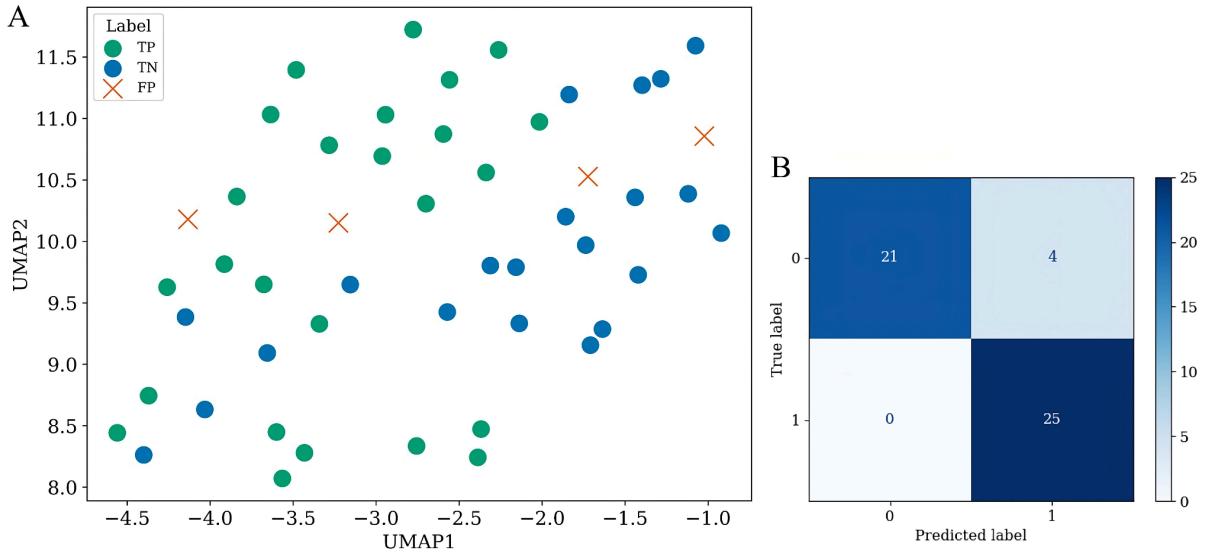 A
Label
TP
TN
FP
11.5
11.0
10.5
10.0
9.5
9.0
8.5
8.0
UMAP2
−4.5 −4.0 −3.5 −3.0 −2.5 −2.0 −1.5 −1.0
UMAP1
B
True label
0
1
21 4
0 25
0 1
Predicted label
25
20
15
10
5
0